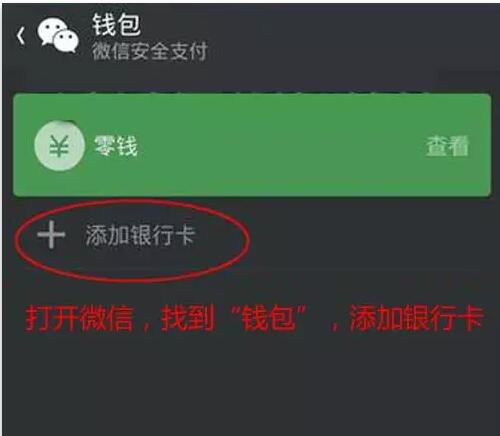 钱包
微信安全支付
¥ 零钱 查看
添加银行卡
打开微信，找到“钱包”，添加银行卡